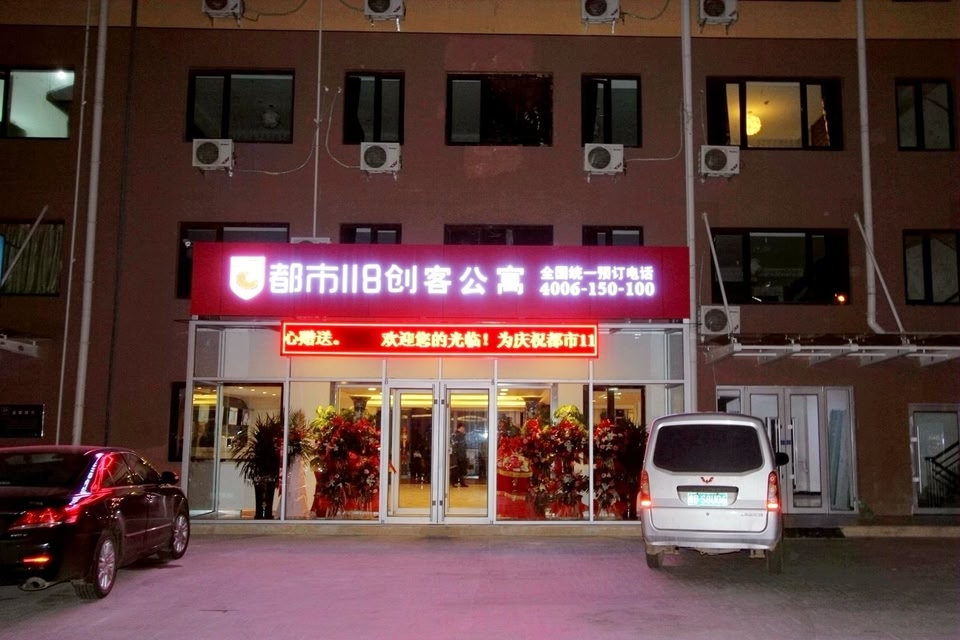 都市118创客公寓
全国统一预订电话
4006-150-100
心赠送。 欢迎您的光临！为庆祝都市11